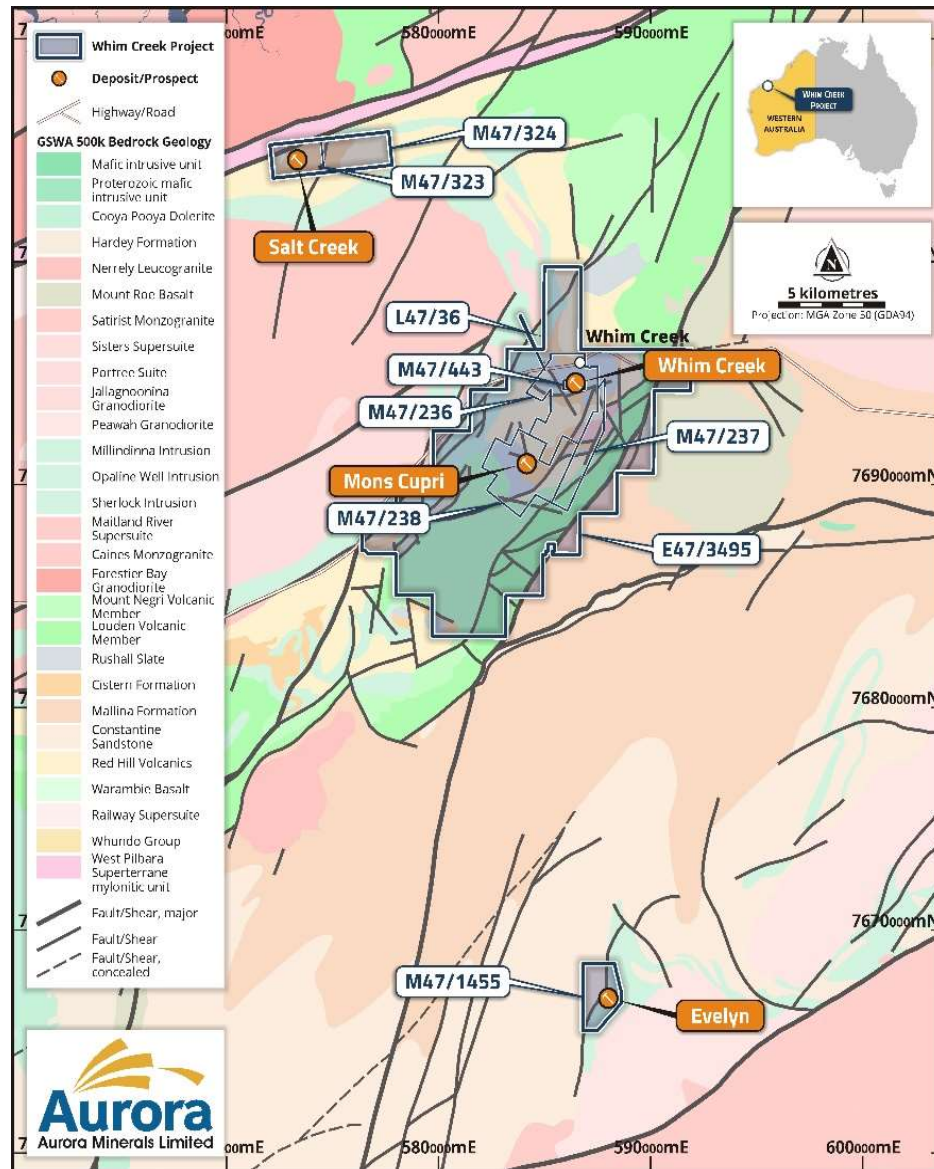 Whim Creek Project
Deposit/Prospect
Highway/Road
GSWA 500k Bedrock Geology
Mafic intrusive unit
Proterozoic mafic
intrusive unit
Cooya Pooya Dolerite
Hardey Formation
Nerrely Leucogranite
Mount Roe Basalt
Satirist Monzogranite
Sisters Supersuite
Portree Suite
Jallagnoonina
Granodiorite
Peawah Granodiorite
Millindinna Intrusion
Opaline Well Intrusion
Sherlock Intrusion
Maitland River
Supersuite
Caines Monzogranite
Forestier Bay
Granodiorite
Mount Negri Volcanic
Member
Louden Volcanic
Member
Rushall Slate
Cistern Formation
Mallina Formation
Constantine
Sandstone
Red Hill Volcanics
Warambie Basalt
Railway Supersuite
Whundo Group
West Pilbara
Superterrane
mylonitic unit
Fault/Shear, major
Fault/Shear
Fault/Shear,
concealed
Aurora
Aurora Minerals Limited
000mE
580000mE
590000mE
WHIM CREEK
PROJECT
WESTERN
AUSTRALIA
N
5 kilometres
Projection: MGA Zone 50 (GDA94)
M47/324
M47/323
Salt Creek
L47/36
Whim Creek
M47/443
Whim Creek
M47/236
M47/237
Mons Cupri
7690000mN
M47/238
E47/3495
7680000mN
7670000mN
M47/1455
Evelyn
000mE
580000mE
590000mE
600000mE